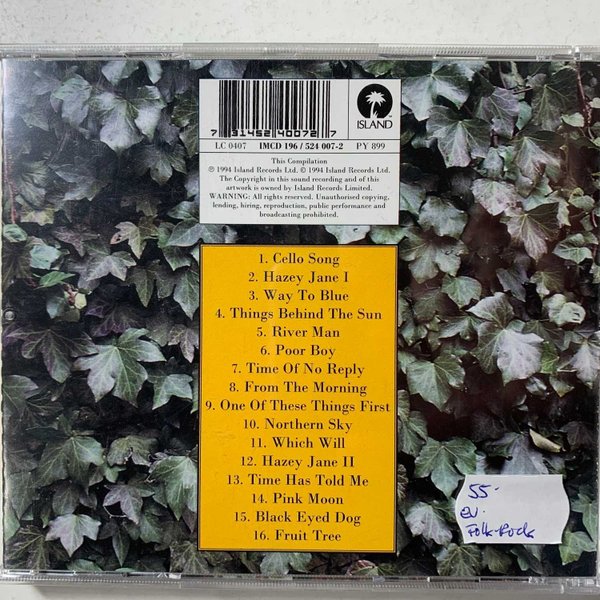 7 31452 40072 7
ISLAND
LC 0407 IMCD 196 / 524 007-2 PY 899
This Compilation
℗ 1994 Island Records Ltd. © 1994 Island Records Ltd.
The Copyright in this sound recording and of this
artwork is owned by Island Records Limited.
WARNING: All rights reserved. Unauthorised copying,
lending, hiring, reproduction, public performance and
broadcasting prohibited.
1. Cello Song
2. Hazey Jane I
3. Way To Blue
4. Things Behind The Sun
5. River Man
6. Poor Boy
7. Time Of No Reply
8. From The Morning
9. One Of These Things First
10. Northern Sky
11. Which Will
12. Hazey Jane II
13. Time Has Told Me
14. Pink Moon
15. Black Eyed Dog
16. Fruit Tree
55-
Folk-Rock